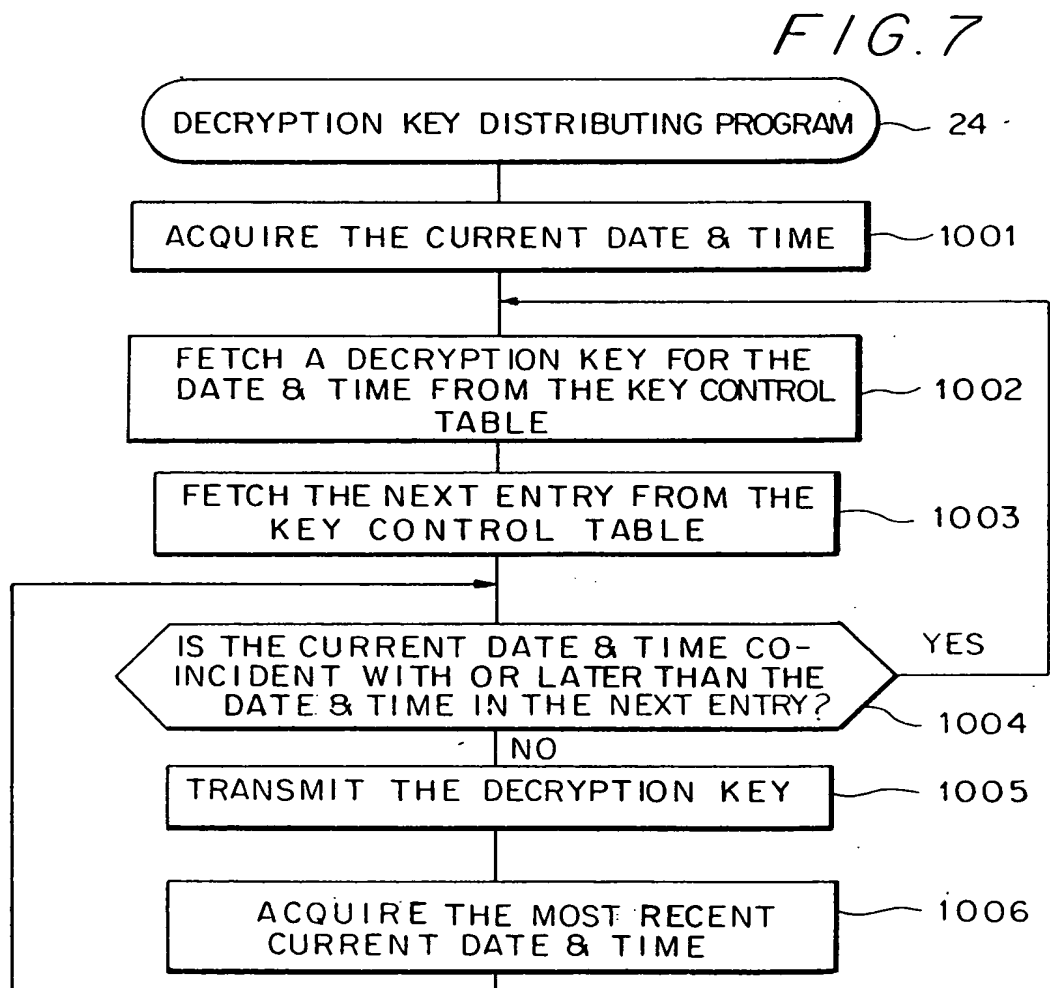 FIG. 7
DECRYPTION KEY DISTRIBUTING PROGRAM
24
ACQUIRE THE CURRENT DATE & TIME
1001
FETCH A DECRYPTION KEY FOR THE
DATE & TIME FROM THE KEY CONTROL
TABLE
1002
FETCH THE NEXT ENTRY FROM THE
KEY CONTROL TABLE
1003
IS THE CURRENT DATE & TIME CO-
INCIDENT WITH OR LATER THAN THE
DATE & TIME IN THE NEXT ENTRY?
YES
1004
NO
TRANSMIT THE DECRYPTION KEY
1005
ACQUIRE THE MOST RECENT
CURRENT DATE & TIME
1006